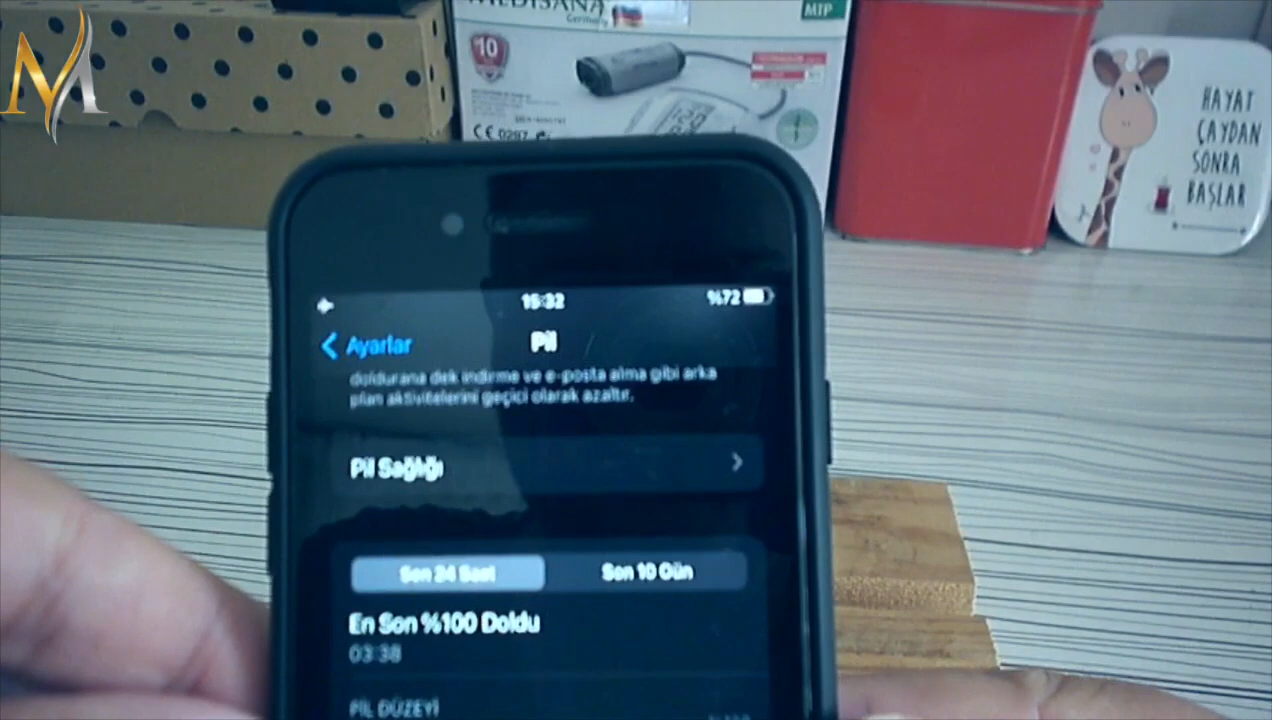 MEDISANA
Germany
MTP
10
CE 0297
HAYAT
ÇAYDAN
SONRA
BAŞLAR
15:32
%72
Ayarlar
Pil
doldurana dek indirme ve e-posta alma gibi arka
plan aktivitelerini geçici olarak azaltır.
Pil Sağlığı
Son 24 Saat
Son 10 Gün
En Son %100 Doldu
03:38
PİL DÜZEYİ
%100